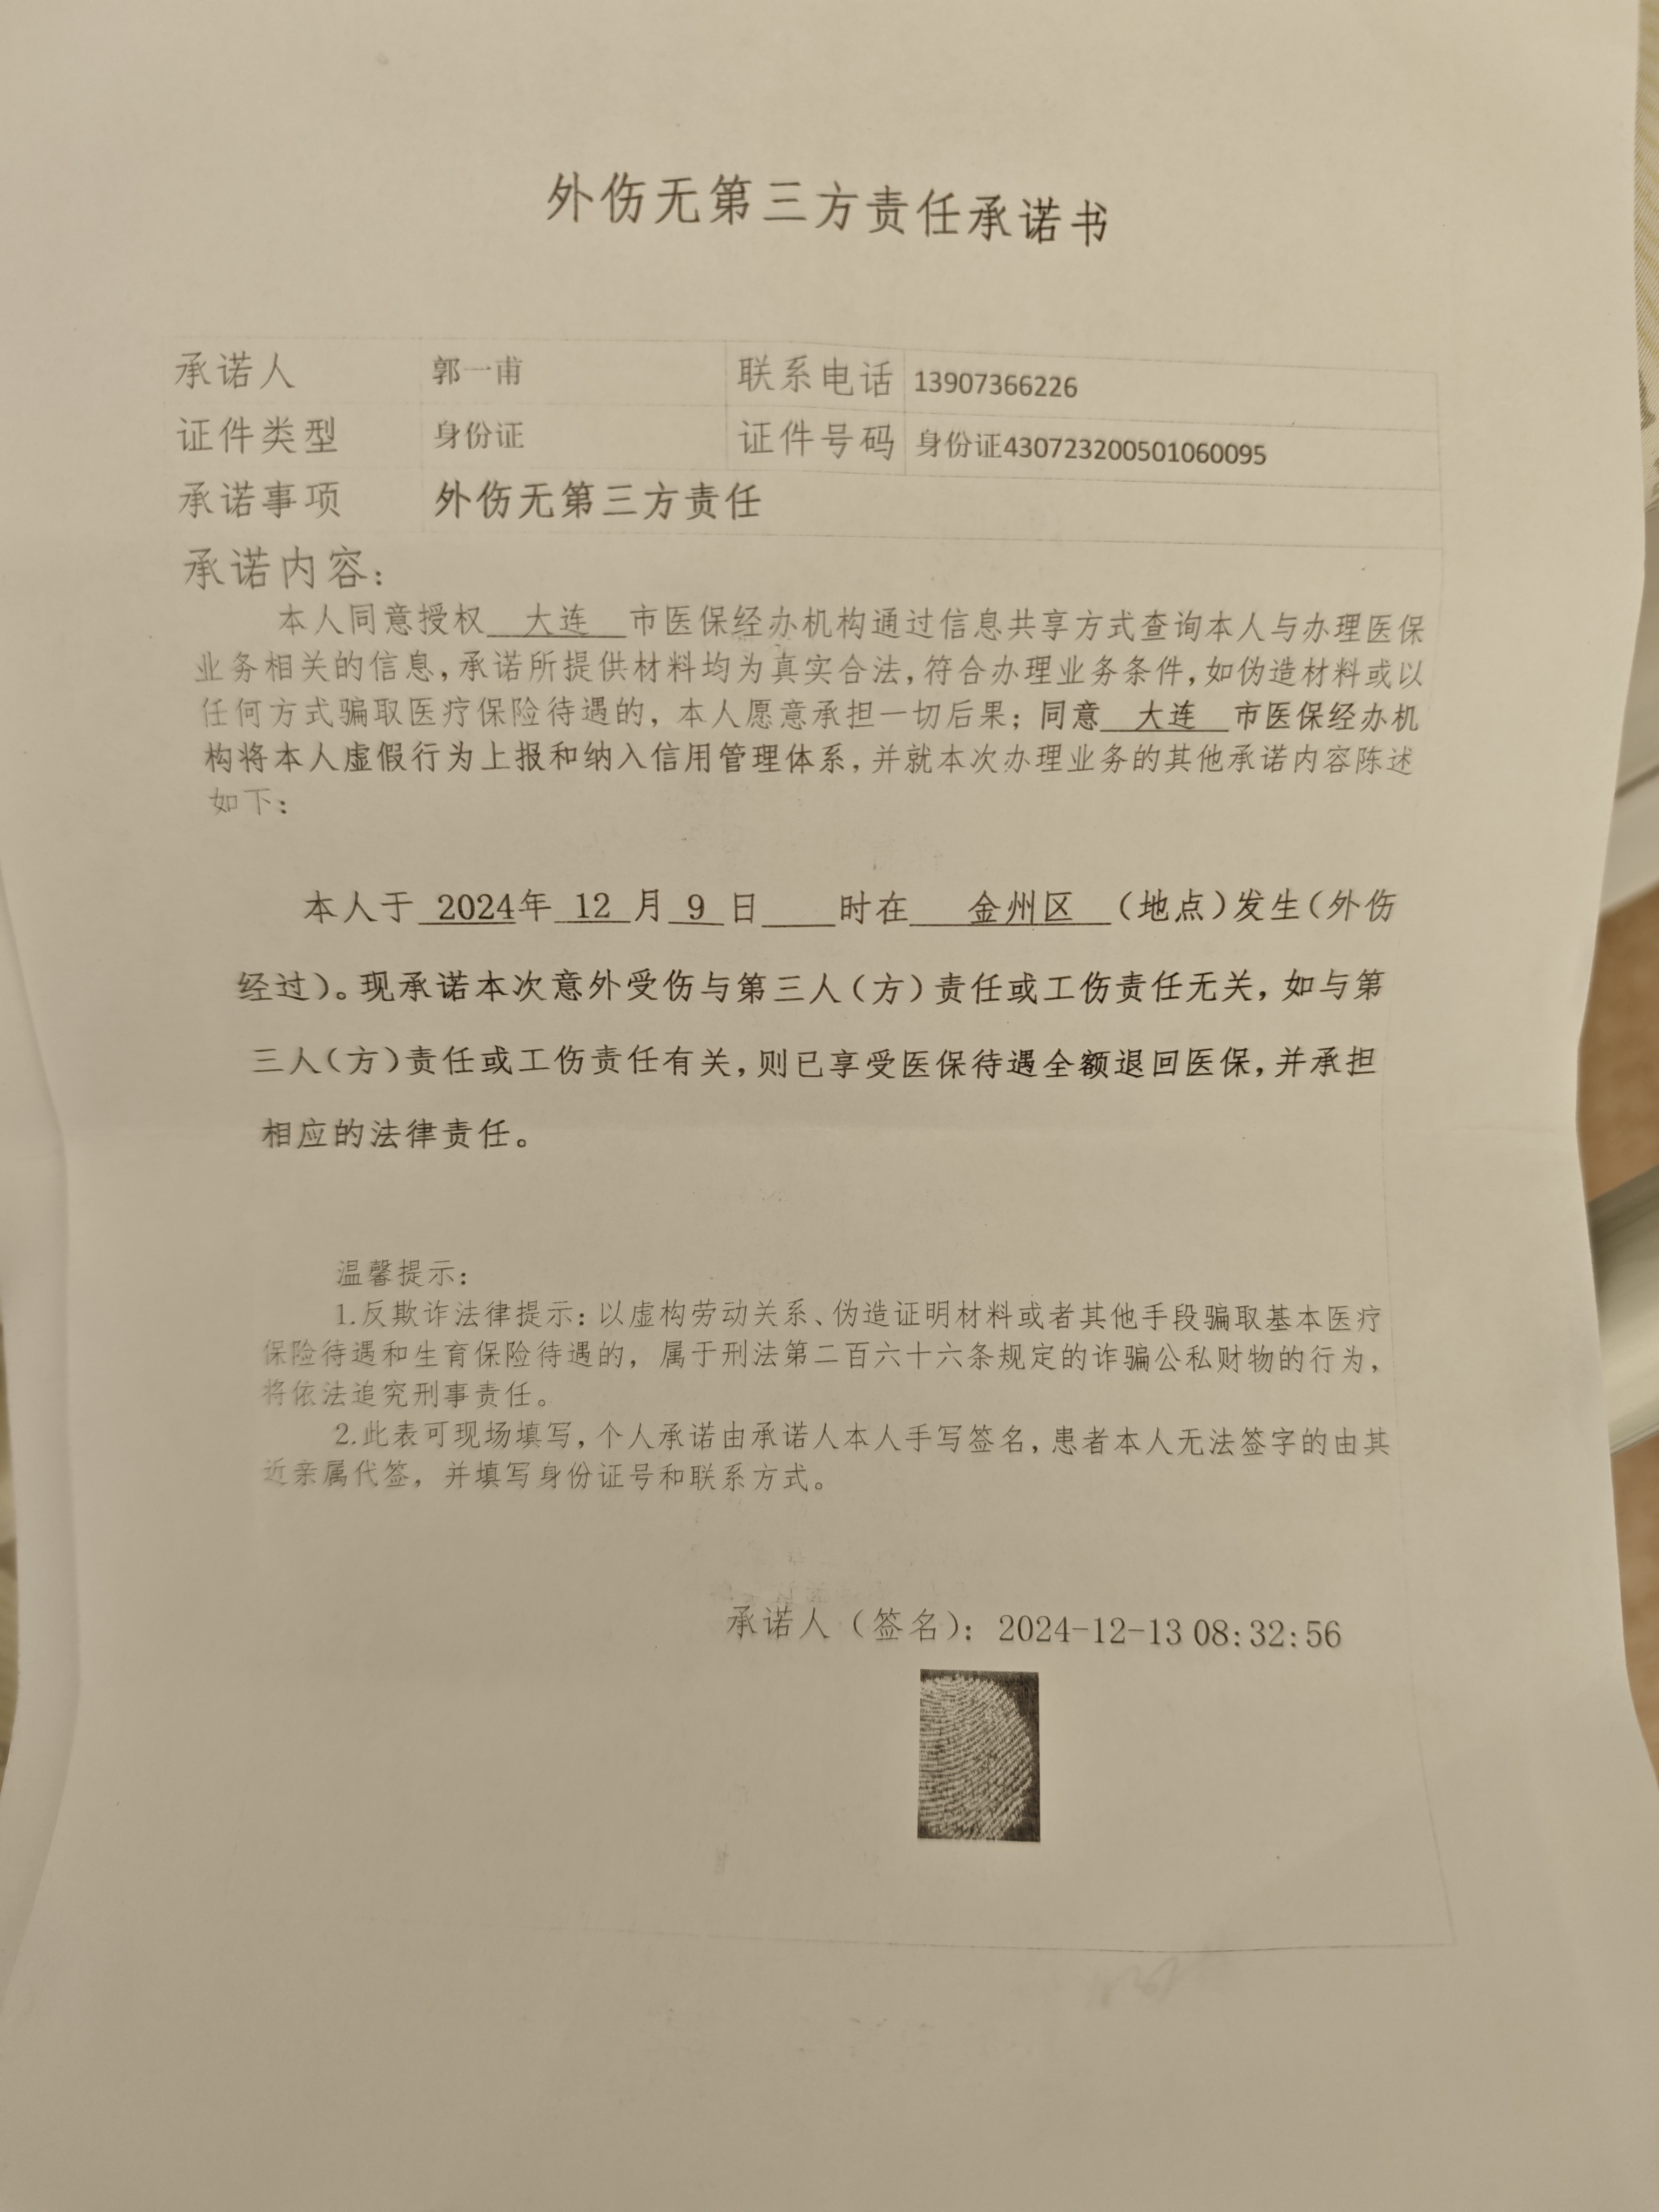 外伤无第三方责任承诺书
承诺人 郭一甫 联系电话 13907366226
证件类型 身份证 证件号码 身份证430723200501060095
承诺事项 外伤无第三方责任
承诺内容：
本人同意授权__大连__市医保经办机构通过信息共享方式查询本人与办理医保
业务相关的信息，承诺所提供材料均为真实合法，符合办理业务条件，如伪造材料或以
任何方式骗取医疗保险待遇的，本人愿意承担一切后果；同意__大连__市医保经办机
构将本人虚假行为上报和纳入信用管理体系，并就本次办理业务的其他承诺内容陈述
如下：
本人于_2024年_12_月_9_日____时在___金州区__（地点）发生（外伤
经过）。现承诺本次意外受伤与第三人（方）责任或工伤责任无关，如与第
三人（方）责任或工伤责任有关，则已享受医保待遇全额退回医保，并承担
相应的法律责任。
温馨提示：
1.反欺诈法律提示：以虚构劳动关系、伪造证明材料或者其他手段骗取基本医疗
保险待遇和生育保险待遇的，属于刑法第二百六十六条规定的诈骗公私财物的行为，
将依法追究刑事责任。
2.此表可现场填写，个人承诺由承诺人本人手写签名，患者本人无法签字的由其
近亲属代签，并填写身份证号和联系方式。
承诺人（签名）：2024-12-13 08:32:56